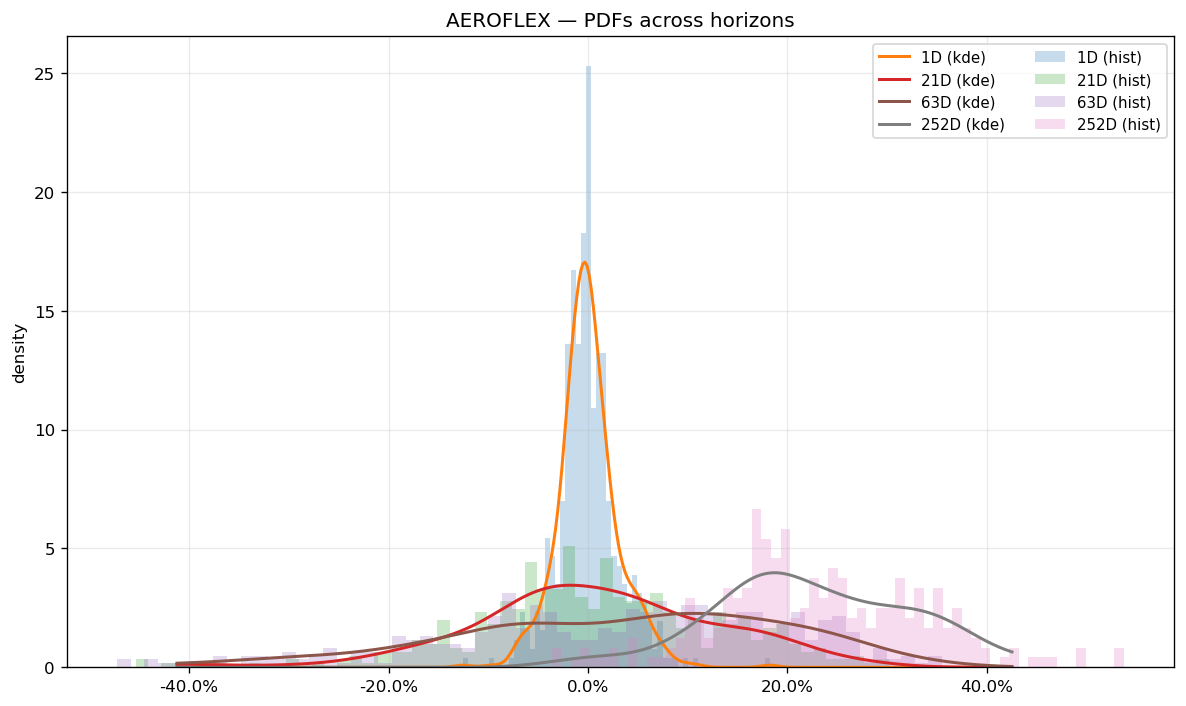 AEROFLEX — PDFs across horizons
1D (kde)
21D (kde)
63D (kde)
252D (kde)
1D (hist)
21D (hist)
63D (hist)
252D (hist)
density
25
20
15
10
5
0
-40.0%
-20.0%
0.0%
20.0%
40.0%